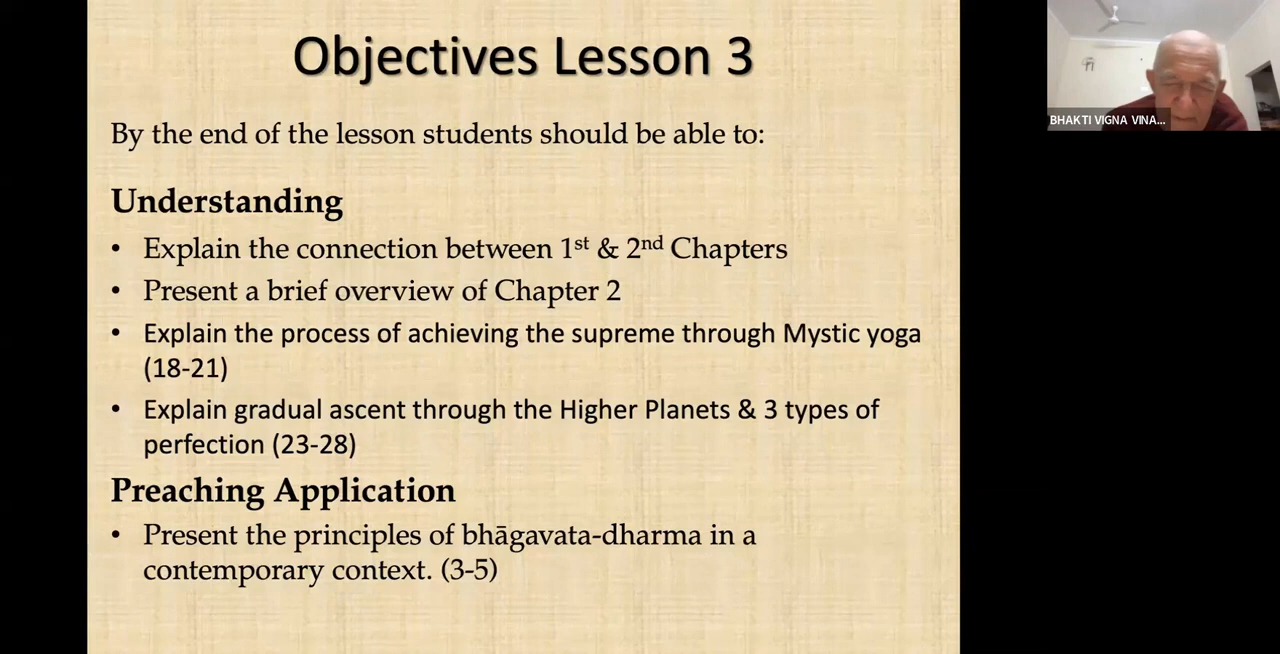 Objectives Lesson 3
By the end of the lesson students should be able to:
Understanding
• Explain the connection between 1st & 2nd Chapters
• Present a brief overview of Chapter 2
• Explain the process of achieving the supreme through Mystic yoga
(18-21)
• Explain gradual ascent through the Higher Planets & 3 types of
perfection (23-28)
Preaching Application
• Present the principles of bhāgavata-dharma in a
contemporary context. (3-5)
BHAKTI VIGNA VINA...